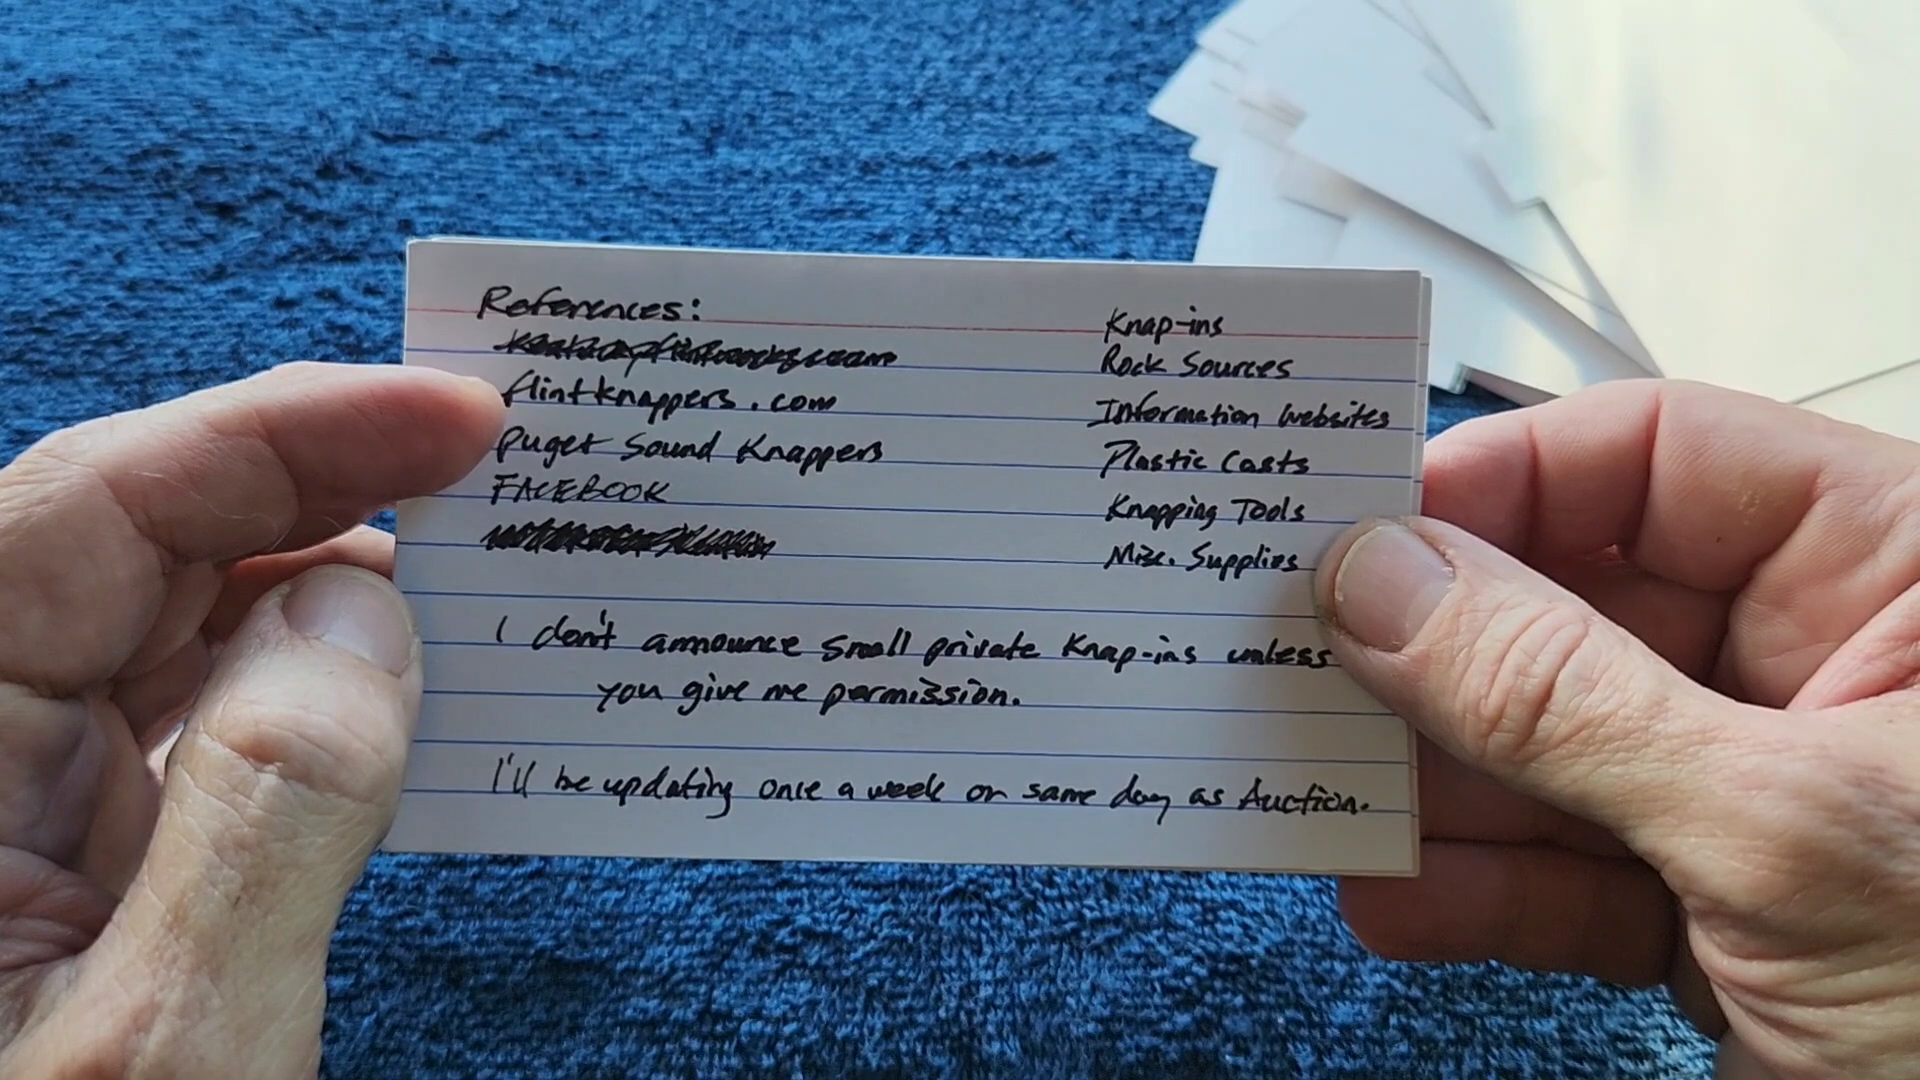 References:
flintknappers.com
Puget Sound Knappers
FACEBOOK
Knap-ins
Rock Sources
Information Websites
Plastic Casts
Knapping Tools
Misc. Supplies
I don't announce small private Knap-ins unless
you give me permission.
I'll be updating once a week or same day as Auction.